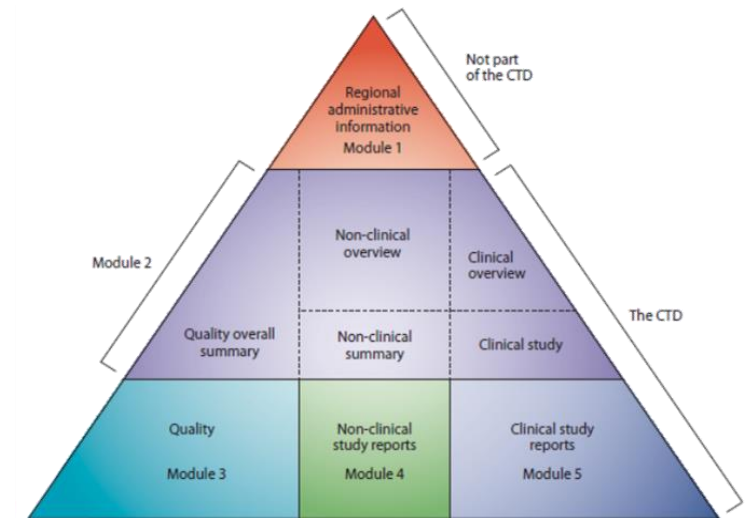 Not part
of the CTD
Regional
administrative
information
Module 1
Module 2
Non-clinical
overview
Clinical
overview
The CTD
Quality overall
summary
Non-clinical
summary
Clinical study
Quality
Module 3
Non-clinical
study reports
Module 4
Clinical study
reports
Module 5